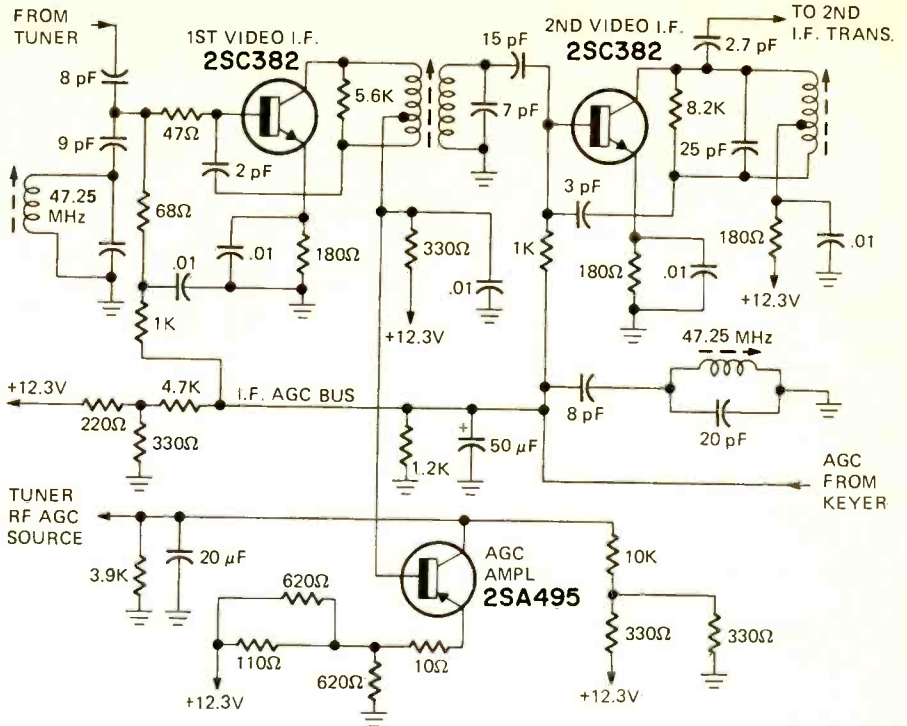 FROM
TUNER
1ST VIDEO I.F.
2SC382
15 pF
2ND VIDEO I.F.
2SC382
TO 2ND
I.F. TRANS.
2.7 pF
8 pF
5.6K
7 pF
8.2K
25 pF
47Ω
9 pF
2 pF
3 pF
47.25
MHz
68Ω
.01
.01
180Ω
330Ω
.01
1K
180Ω
.01
180Ω
.01
+12.3V
+12.3V
1K
47.25 MHz
+12.3V
4.7K
I.F. AGC BUS
8 pF
20 pF
220Ω
330Ω
1.2K
+
50 µF
AGC
FROM
KEYER
TUNER
RF AGC
SOURCE
3.9K
20 µF
AGC
AMPL
2SA495
10K
620Ω
110Ω
10Ω
620Ω
330Ω
330Ω
+12.3V
+12.3V